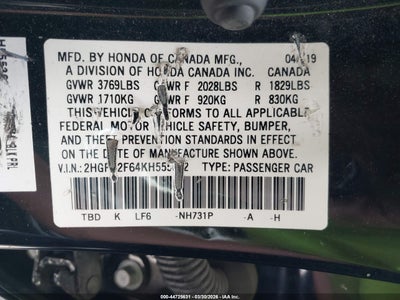 MFD. BY HONDA OF CANADA MFG., 04/19
A DIVISION OF HONDA CANADA INC. CANADA
GVWR 3769LBS GAWR F 2028LBS R 1829LBS
GVWR 1710KG GAWR F 920KG R 830KG
THIS VEHICLE CONFORMS TO ALL APPLICABLE
FEDERAL MOTOR VEHICLE SAFETY, BUMPER,
AND THEFT PREVENTION STANDARDS IN EFFECT
ON THE DATE OF MANUFACTURE SHOWN ABOVE.
V.I.N.: TYPE: PASSENGER CAR
TBD K LF6 NH731P -A -H
000 - 44725631 - 03/30/2026 - IAAI.COM